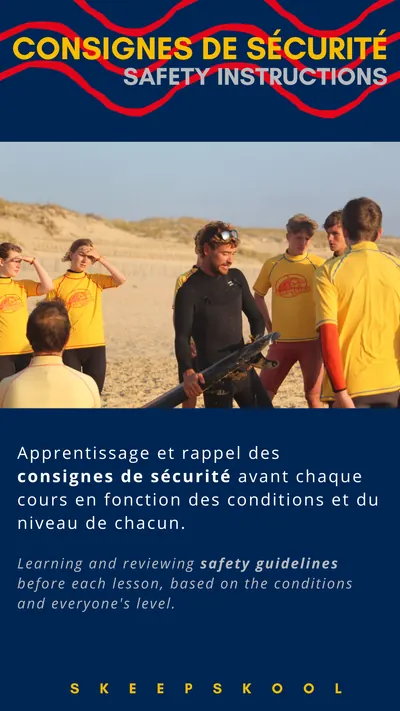 CONSIGNES DE SÉCURITÉ
SAFETY INSTRUCTIONS
Apprentissage et rappel des
consignes de sécurité avant chaque
cours en fonction des conditions et du
niveau de chacun.
Learning and reviewing safety guidelines
before each lesson, based on the conditions
and everyone's level.
SKEEPSKOOL